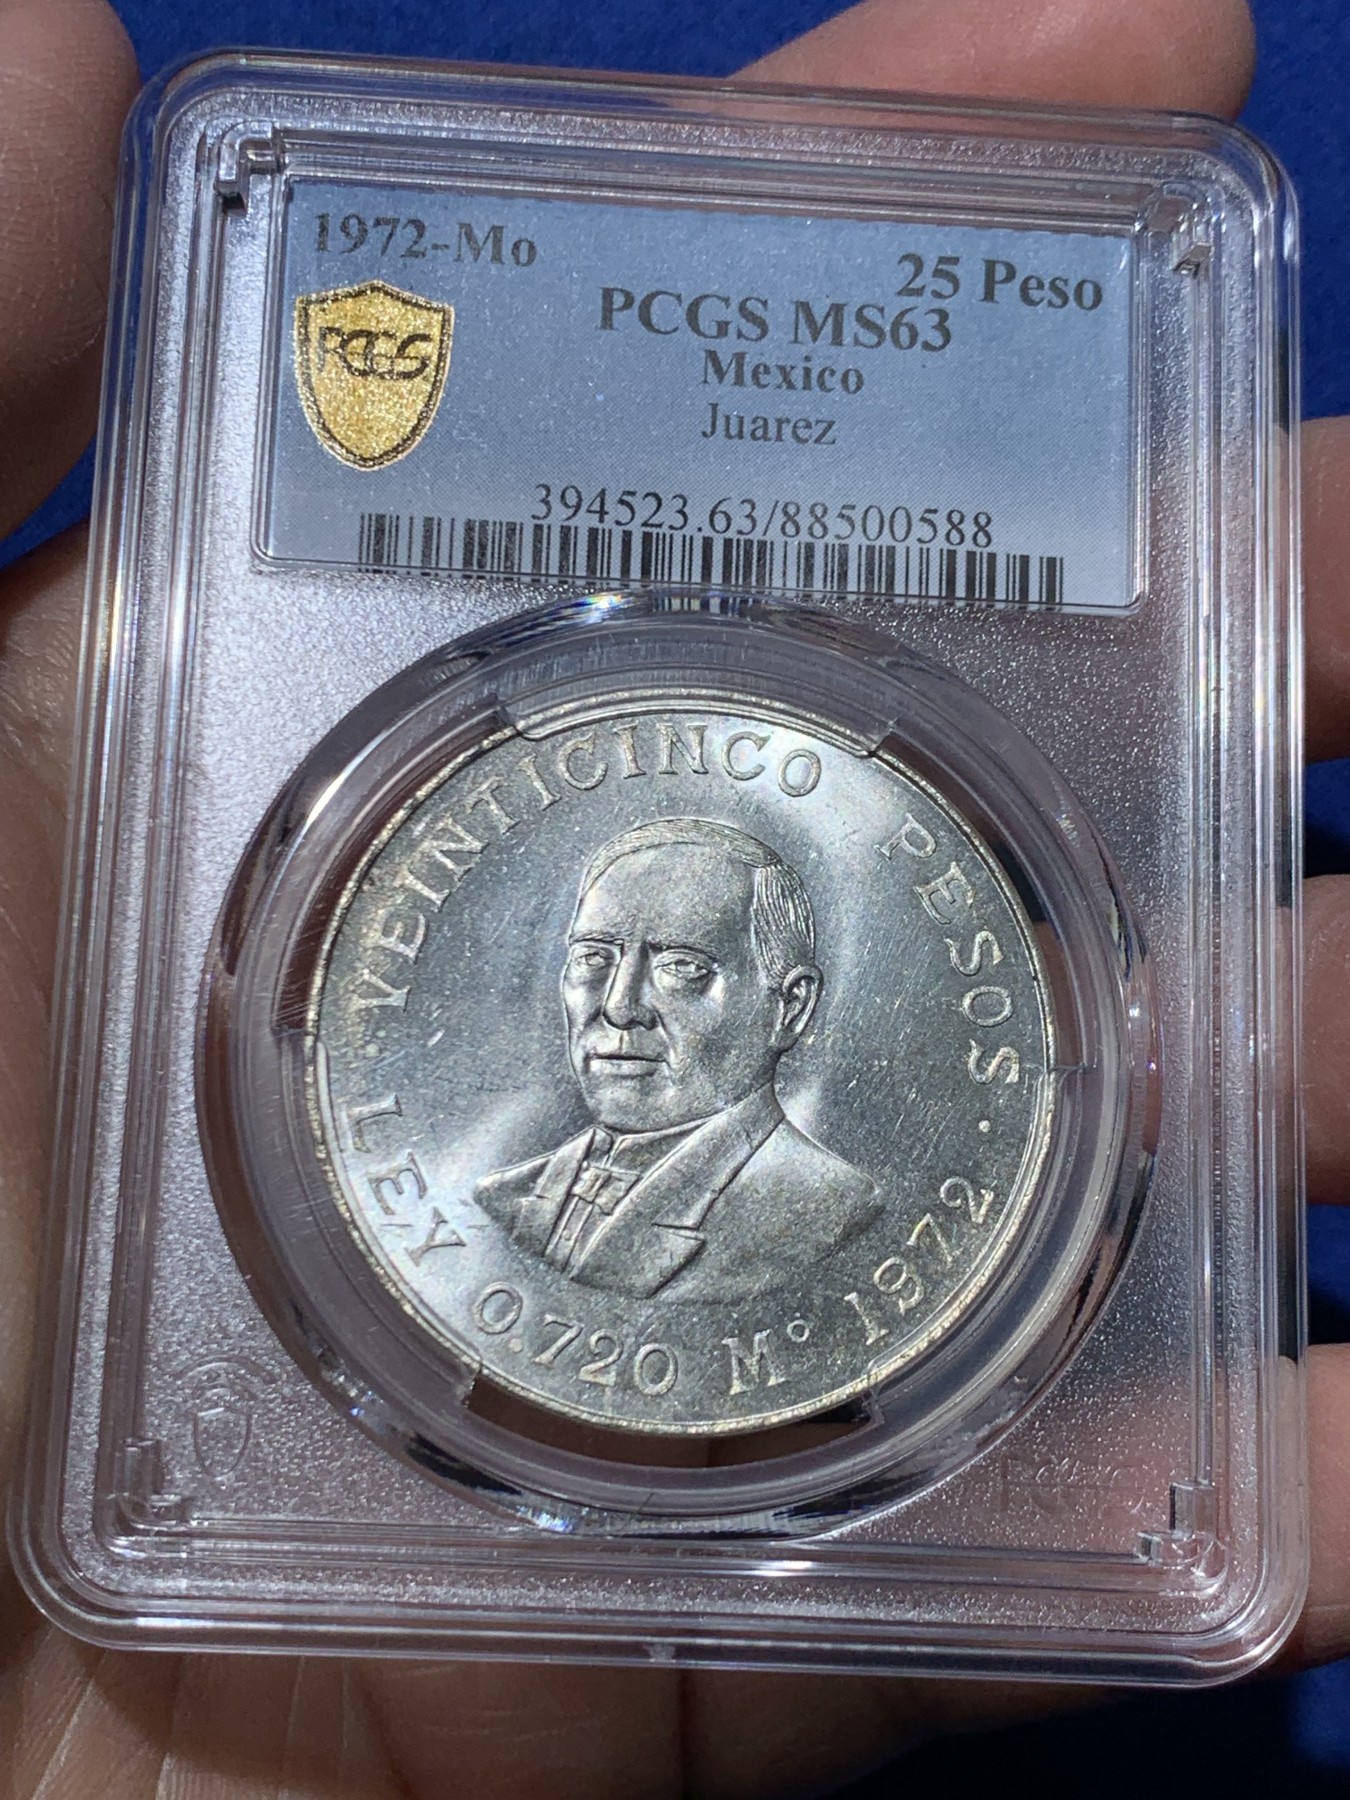 1972-Mo
25 Peso
PCGS
PCGS MS63
Mexico
Juarez
394523.63/88500588
VEINTICINCO PESOS.
LEY 0.720 Mo 1972